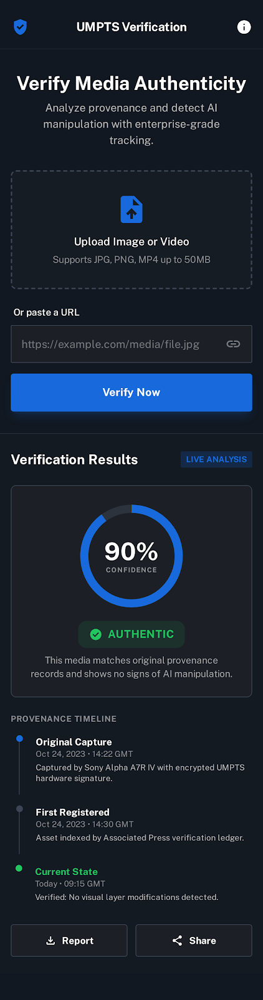 UMPTS Verification
Verify Media Authenticity
Analyze provenance and detect AI
manipulation with enterprise-grade
tracking.
Upload Image or Video
Supports JPG, PNG, MP4 up to 50MB
Or paste a URL
https://example.com/media/file.jpg
Verify Now
Verification Results
LIVE ANALYSIS
90%
CONFIDENCE
AUTHENTIC
This media matches original provenance
records and shows no signs of AI manipulation.
PROVENANCE TIMELINE
Original Capture
Oct 24, 2023 • 14:22 GMT
Captured by Sony Alpha A7R IV with encrypted UMPTS
hardware signature.
First Registered
Oct 24, 2023 • 14:30 GMT
Asset indexed by Associated Press verification ledger.
Current State
Today • 09:15 GMT
Verified: No visual layer modifications detected.
Report
Share